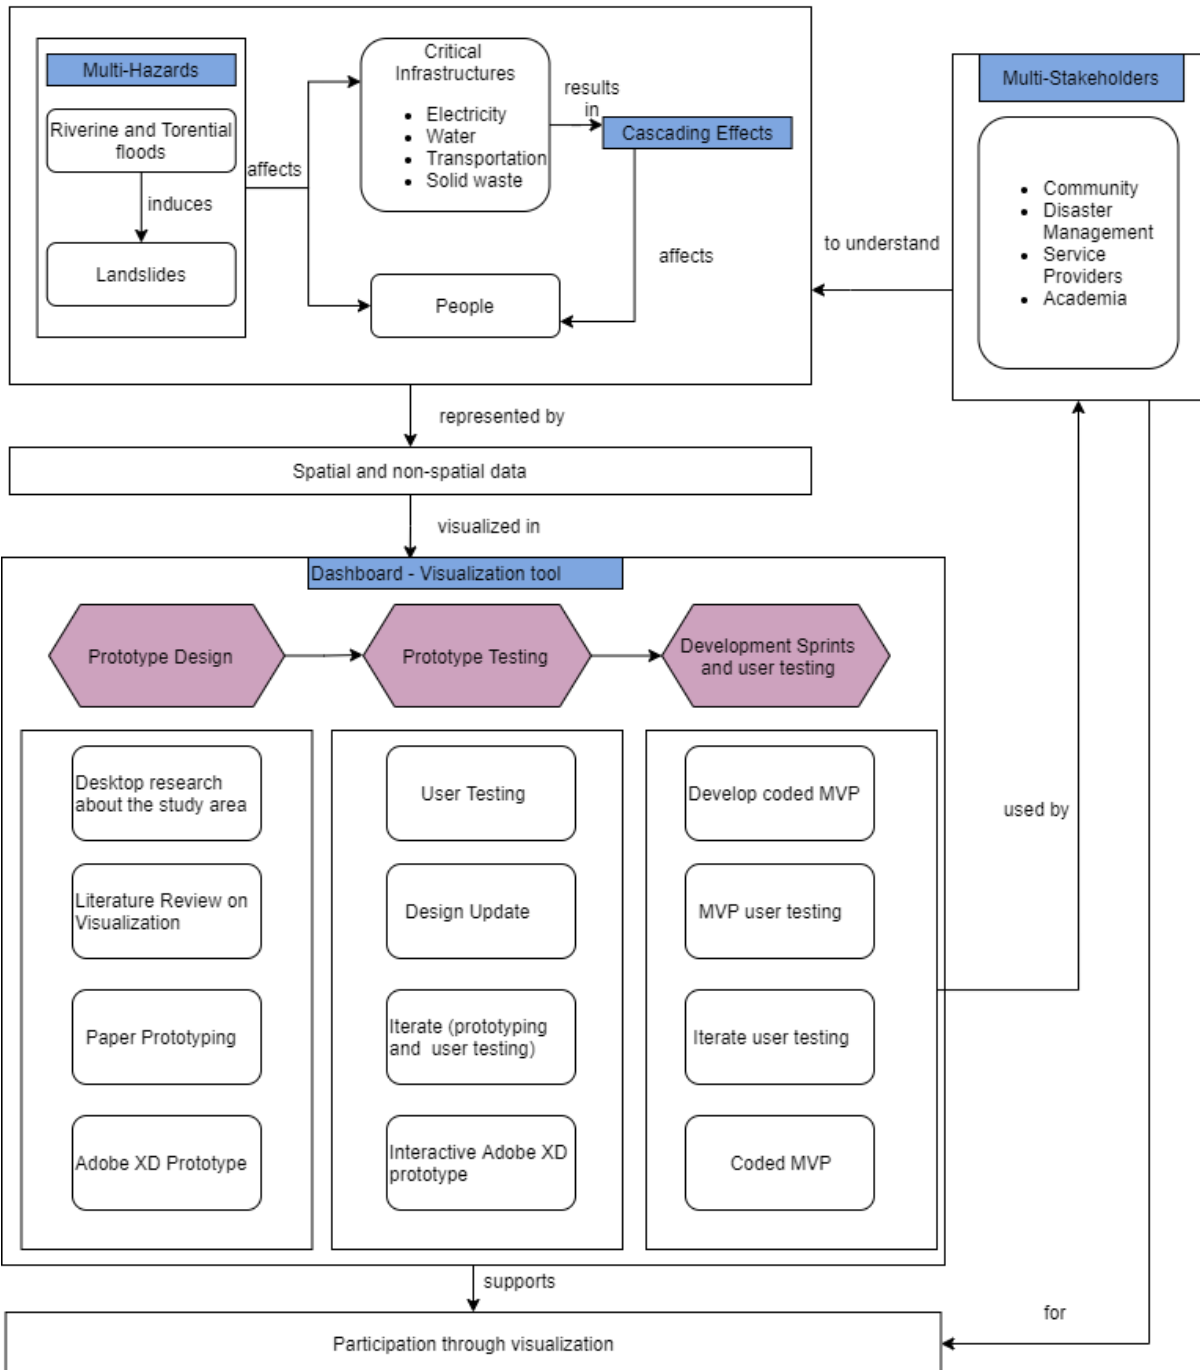 Multi-Hazards
Riverine and Torential
floods
induces
Landslides
affects
Critical
Infrastructures
• Electricity
• Water
• Transportation
• Solid waste
results
in
Cascading Effects
affects
People
to understand
Multi-Stakeholders
• Community
• Disaster
Management
• Service
Providers
• Academia
represented by
Spatial and non-spatial data
visualized in
Dashboard - Visualization tool
Prototype Design
Prototype Testing
Development Sprints
and user testing
Desktop research
about the study area
Literature Review on
Visualization
Paper Prototyping
Adobe XD Prototype
User Testing
Design Update
Iterate (prototyping
and user testing)
Interactive Adobe XD
prototype
Develop coded MVP
MVP user testing
Iterate user testing
Coded MVP
used by
supports
for
Participation through visualization